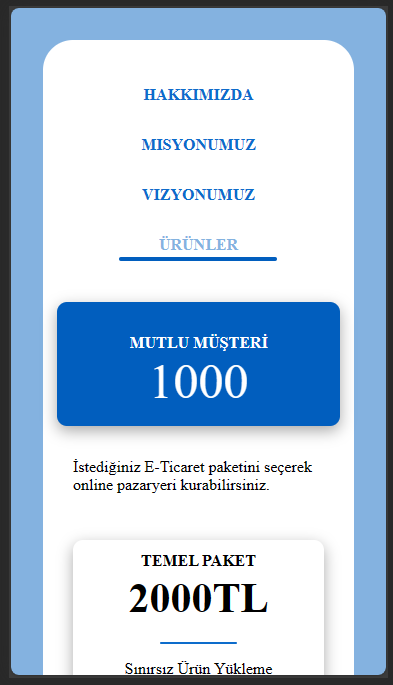 HAKKIMIZDA
MISYONUMUZ
VIZYONUMUZ
ÜRÜNLER
MUTLU MÜŞTERİ
1000
İstediğiniz E-Ticaret paketini seçerek
online pazaryeri kurabilirsiniz.
TEMEL PAKET
2000TL
Sınırsız Ürün Yükleme